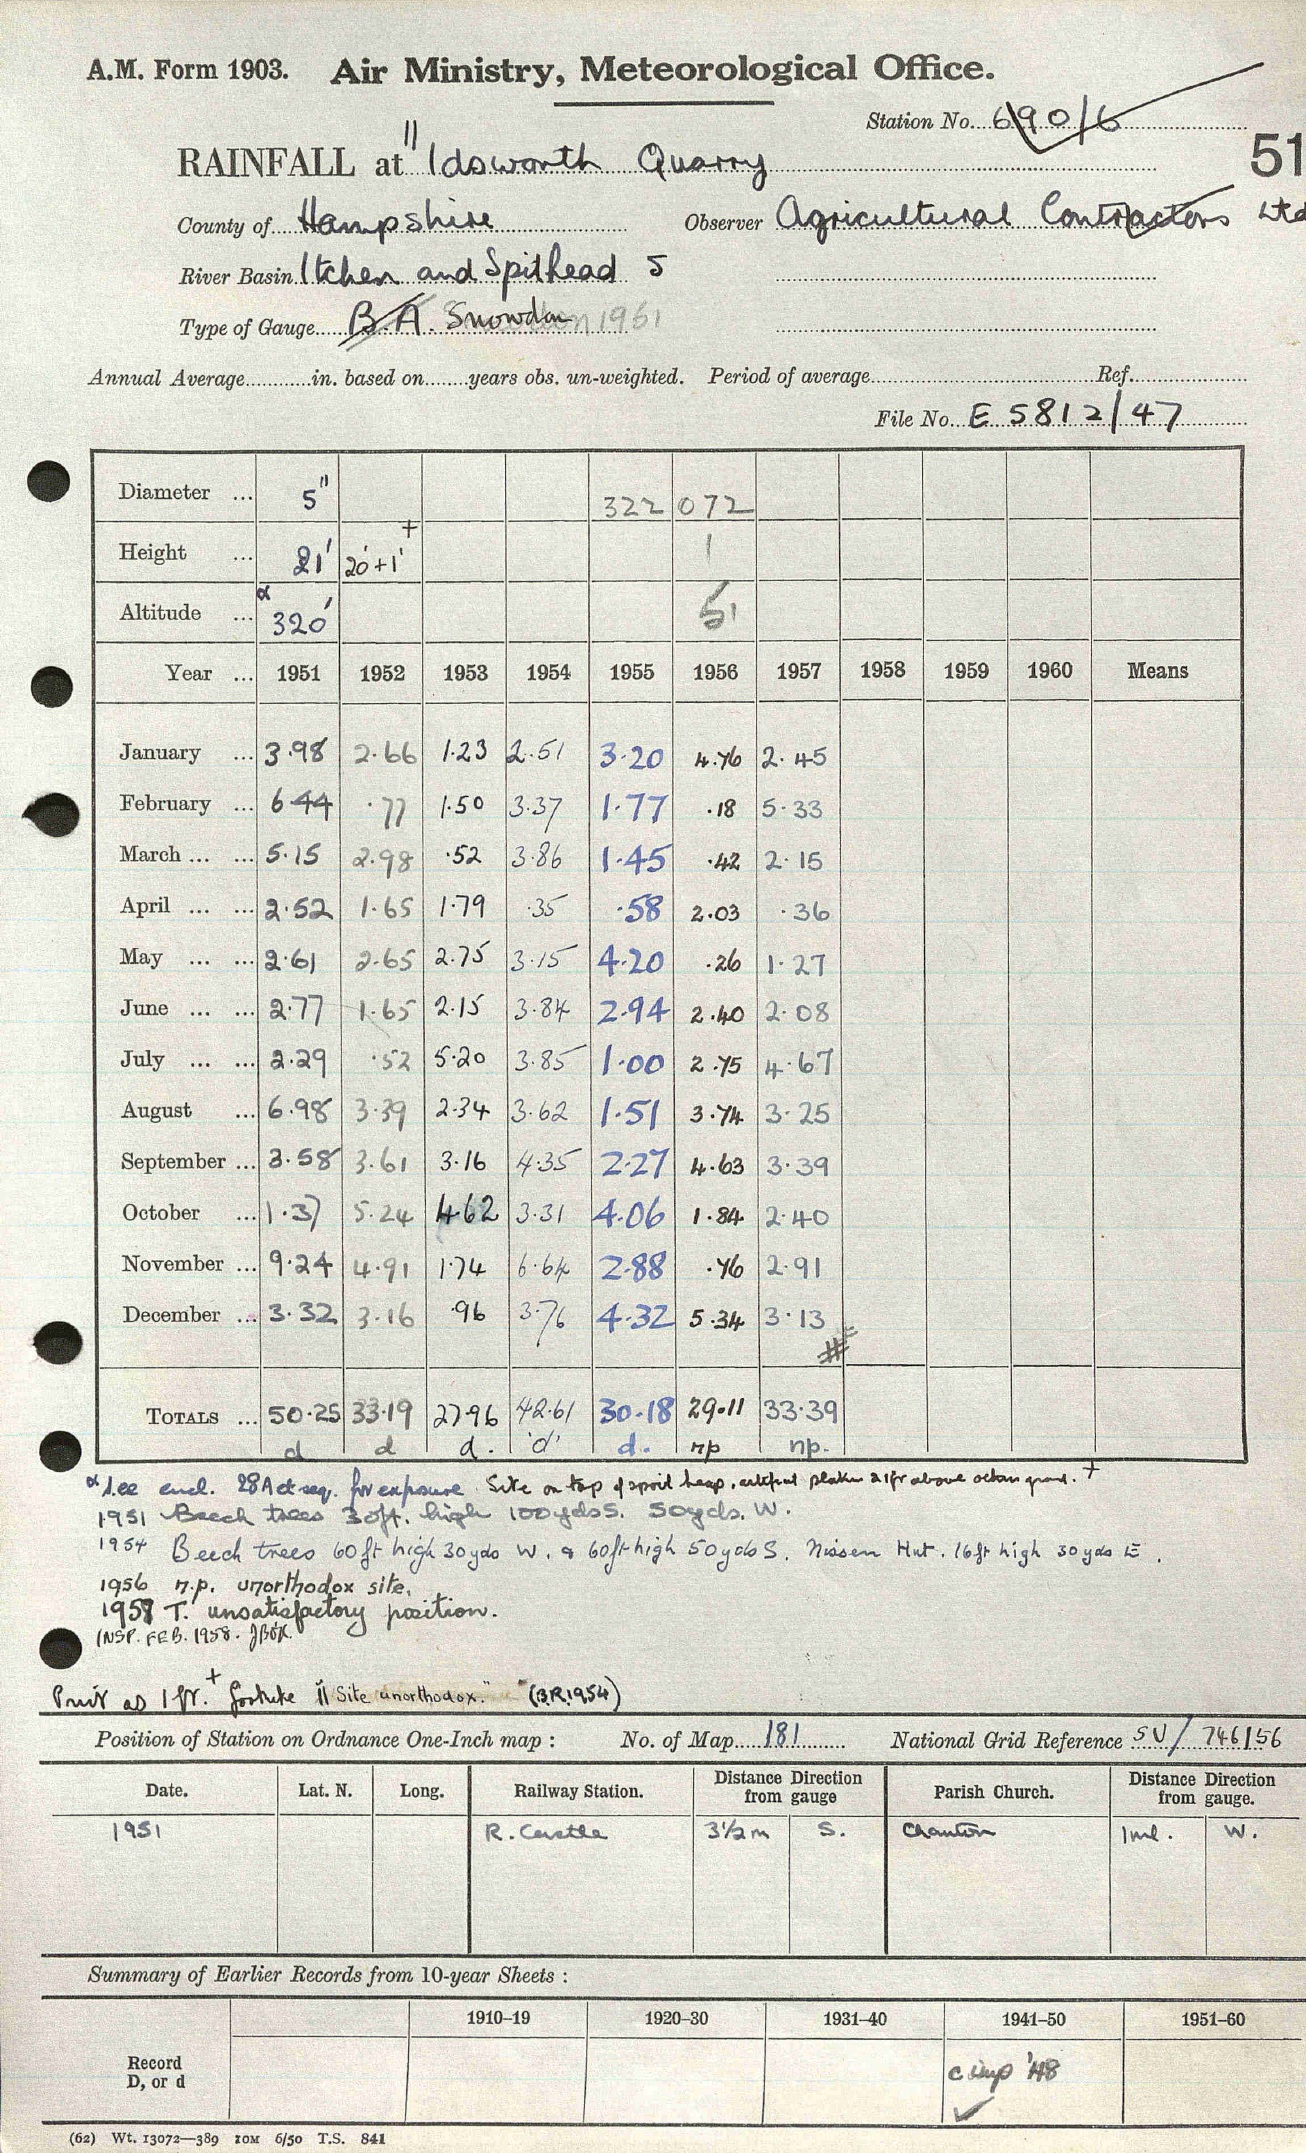 A.M. Form 1903. Air Ministry, Meteorological Office.
Station No. 690/6
51
RAINFALL at "Idsworth Quarry
County of Hampshire Observer Agricultural Contractors Ltd
River Basin Itchen and Spithead 5
Type of Gauge B.A. Snowdon 1951
Annual Average in. based on years obs. un-weighted. Period of average Ref.
File No. E 5812/47
Diameter ... 5" 322 072
Height ... 21' 20'+1' + 1
Altitude ... α 320' 51
Year ... 1951 1952 1953 1954 1955 1956 1957 1958 1959 1960 Means
January ... 3.98 2.66 1.23 2.51 3.20 4.76 2.45
February ... 6.44 .77 1.50 3.37 1.77 .18 5.33
March ... ... 5.15 2.98 .52 3.86 1.45 .42 2.15
April ... ... 2.52 1.65 1.79 .35 .58 2.03 .36
May ... ... 2.61 2.65 2.75 3.15 4.20 .26 1.27
June ... ... 2.77 1.65 2.15 3.84 2.94 2.40 2.08
July ... ... 2.29 .52 5.20 3.85 1.00 2.75 4.67
August ... 6.98 3.39 2.34 3.62 1.51 3.74 3.25
September ... 3.58 3.61 3.16 4.35 2.27 4.63 3.39
October ... 1.37 5.24 4.62 3.31 4.06 1.84 2.40
November ... 9.24 4.91 1.74 6.64 2.88 .76 2.91
December ... 3.32 3.16 .96 3.76 4.32 5.34 3.13
#
TOTALS ... 50.25 33.19 27.96 42.61 30.18 29.11 33.39
d d d. 'd' d. np np.
α See encl. 28A et seq. for exposure Site on top of spoil heap, 21ft above ground. +
1951 Beech trees 30ft. high 100yds S. 50yds. W.
1954 Beech trees 60ft high 30yds W. & 60ft high 50yds S. Nissen Hut. 16ft high 30yds E.
1956 n.p. unorthodox site.
1957 T. unsatisfactory position.
INSP. FEB. 1958.
Print as 1ft.+ footnote "Site unorthodox." (B.R.1954)
Position of Station on Ordnance One-Inch map : No. of Map 181 National Grid Reference SU/ 746156
Date. Lat. N. Long. Railway Station. Distance from gauge Direction Parish Church. Distance from gauge. Direction
1951 R. Castle 3½m S. Chauton 1ml. W.
Summary of Earlier Records from 10-year Sheets :
1910–19 1920–30 1931–40 1941–50 1951–60
Record
D, or d
comp '48
(62) Wt. 13072—389 20M 6/50 T.S. 841